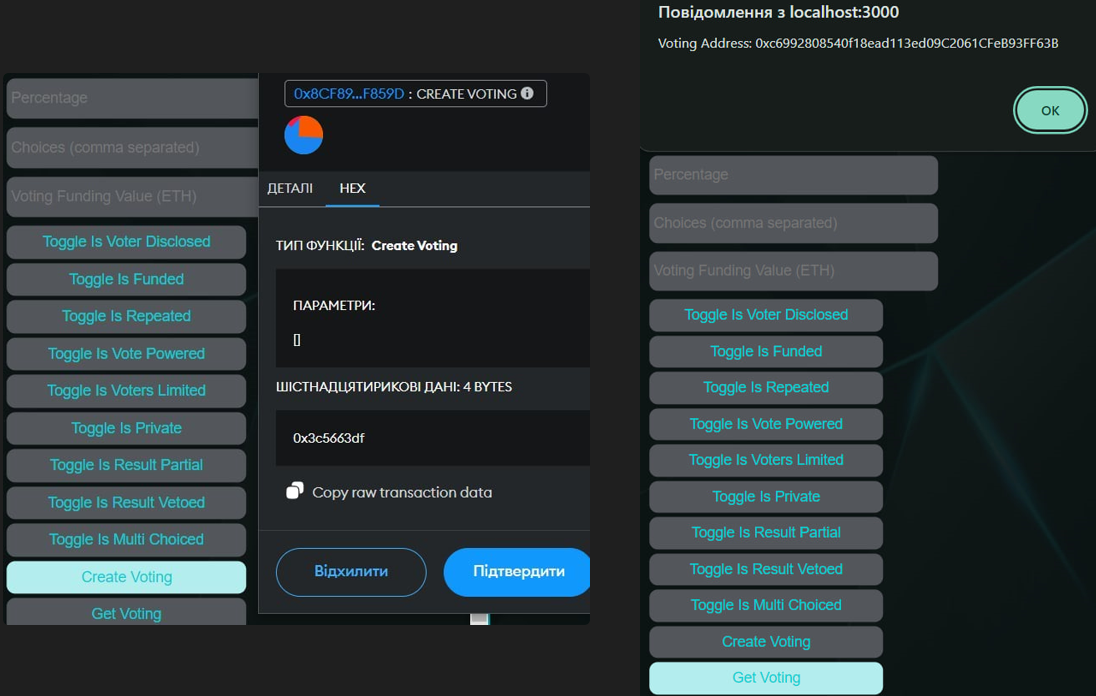 Percentage
Choices (comma separated)
Voting Funding Value (ETH)
Toggle Is Voter Disclosed
Toggle Is Funded
Toggle Is Repeated
Toggle Is Vote Powered
Toggle Is Voters Limited
Toggle Is Private
Toggle Is Result Partial
Toggle Is Result Vetoed
Toggle Is Multi Choiced
Create Voting
Get Voting
0x8CF89...F859D : CREATE VOTING
ДЕТАЛІ HEX
ТИП ФУНКЦІЇ: Create Voting
ПАРАМЕТРИ:
[]
ШІСТНАДЦЯТИРИКОВІ ДАНІ: 4 BYTES
0x3c5663df
Copy raw transaction data
Відхилити Підтвердити
Повідомлення з localhost:3000
Voting Address: 0xc6992808540f18ead113ed09C2061CFeB93FF63B
OK
Percentage
Choices (comma separated)
Voting Funding Value (ETH)
Toggle Is Voter Disclosed
Toggle Is Funded
Toggle Is Repeated
Toggle Is Vote Powered
Toggle Is Voters Limited
Toggle Is Private
Toggle Is Result Partial
Toggle Is Result Vetoed
Toggle Is Multi Choiced
Create Voting
Get Voting